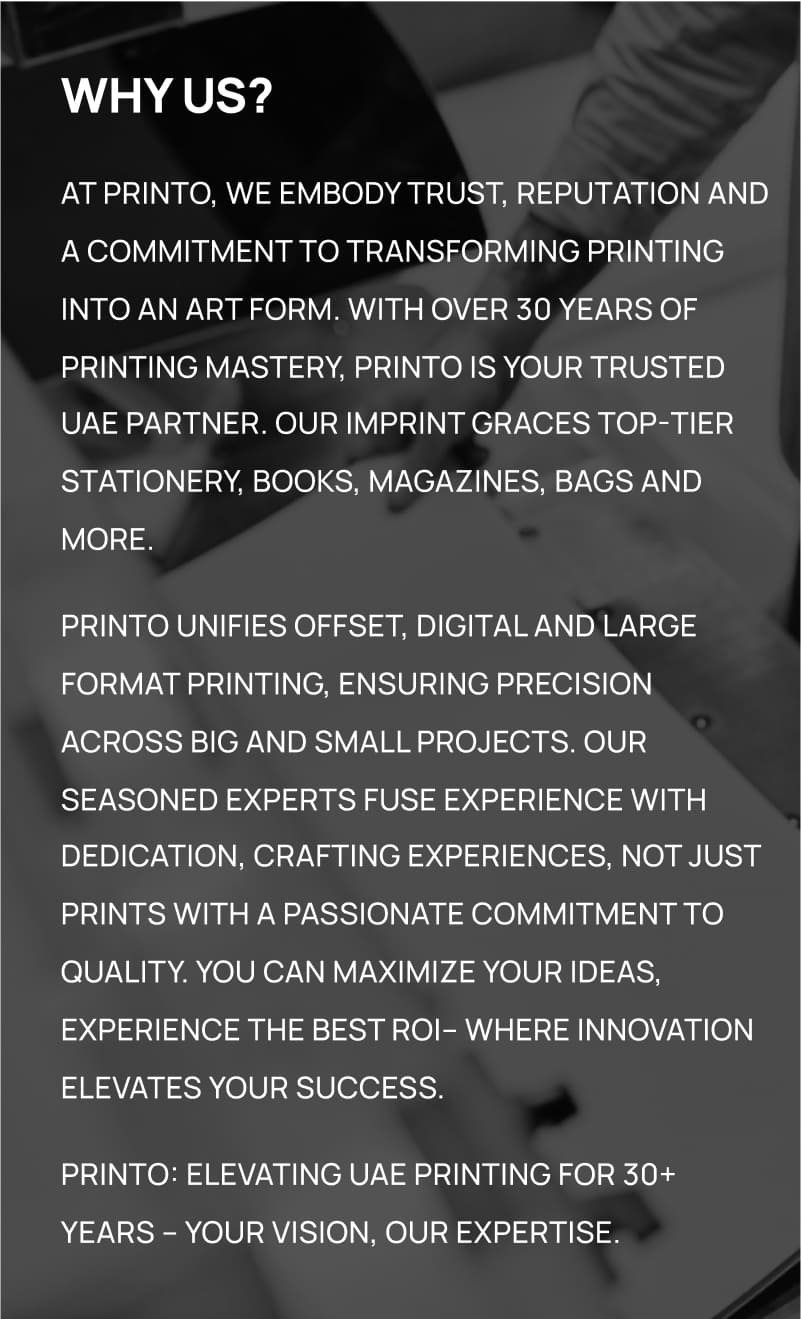 WHY US?
AT PRINTO, WE EMBODY TRUST, REPUTATION AND
A COMMITMENT TO TRANSFORMING PRINTING
INTO AN ART FORM. WITH OVER 30 YEARS OF
PRINTING MASTERY, PRINTO IS YOUR TRUSTED
UAE PARTNER. OUR IMPRINT GRACES TOP-TIER
STATIONERY, BOOKS, MAGAZINES, BAGS AND
MORE.
PRINTO UNIFIES OFFSET, DIGITAL AND LARGE
FORMAT PRINTING, ENSURING PRECISION
ACROSS BIG AND SMALL PROJECTS. OUR
SEASONED EXPERTS FUSE EXPERIENCE WITH
DEDICATION, CRAFTING EXPERIENCES, NOT JUST
PRINTS WITH A PASSIONATE COMMITMENT TO
QUALITY. YOU CAN MAXIMIZE YOUR IDEAS,
EXPERIENCE THE BEST ROI– WHERE INNOVATION
ELEVATES YOUR SUCCESS.
PRINTO: ELEVATING UAE PRINTING FOR 30+
YEARS – YOUR VISION, OUR EXPERTISE.